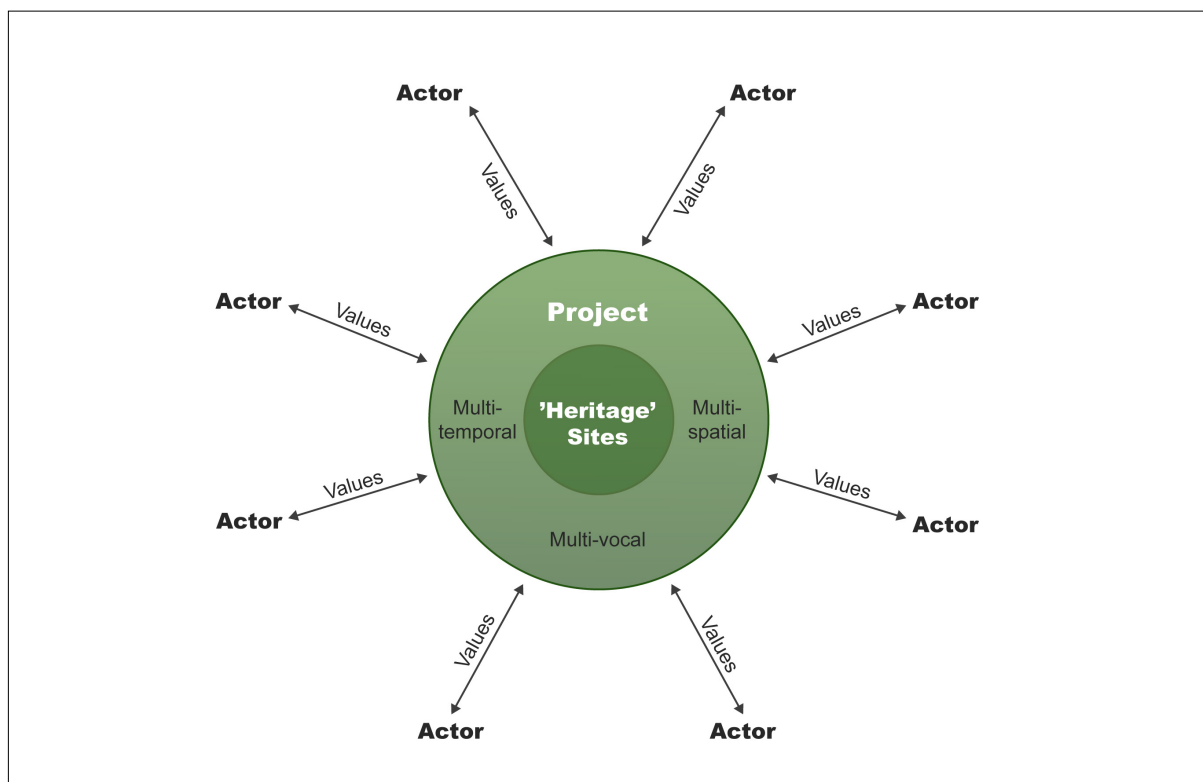 Actor
Actor
Values
Values
Actor
Actor
Values
Values
Project
Multi-
temporal
’Heritage’
Sites
Multi-
spatial
Values
Values
Actor
Actor
Multi-vocal
Values
Values
Actor
Actor